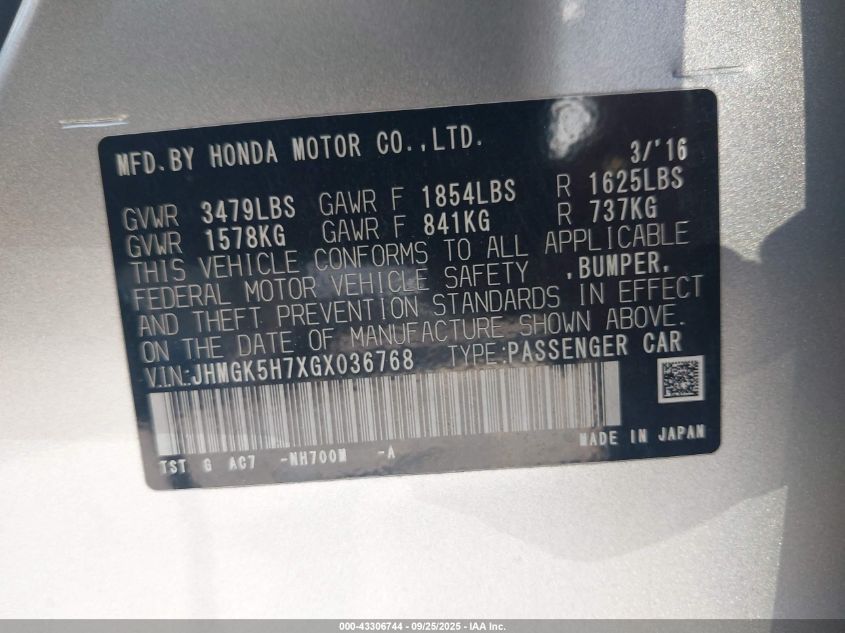 MFD.BY HONDA MOTOR CO.,LTD. 3/'16
GVWR 3479LBS GAWR F 1854LBS R 1625LBS
GVWR 1578KG GAWR F 841KG R 737KG
THIS VEHICLE CONFORMS TO ALL APPLICABLE
FEDERAL MOTOR VEHICLE SAFETY ,BUMPER,
AND THEFT PREVENTION STANDARDS IN EFFECT
ON THE DATE OF MANUFACTURE SHOWN ABOVE.
V.I.N.:JHMGK5H7XGX036768 TYPE:PASSENGER CAR
MADE IN JAPAN
TST G AC7 -NH700M -A
000-43306744 - 09/25/2025 - IAA Inc.